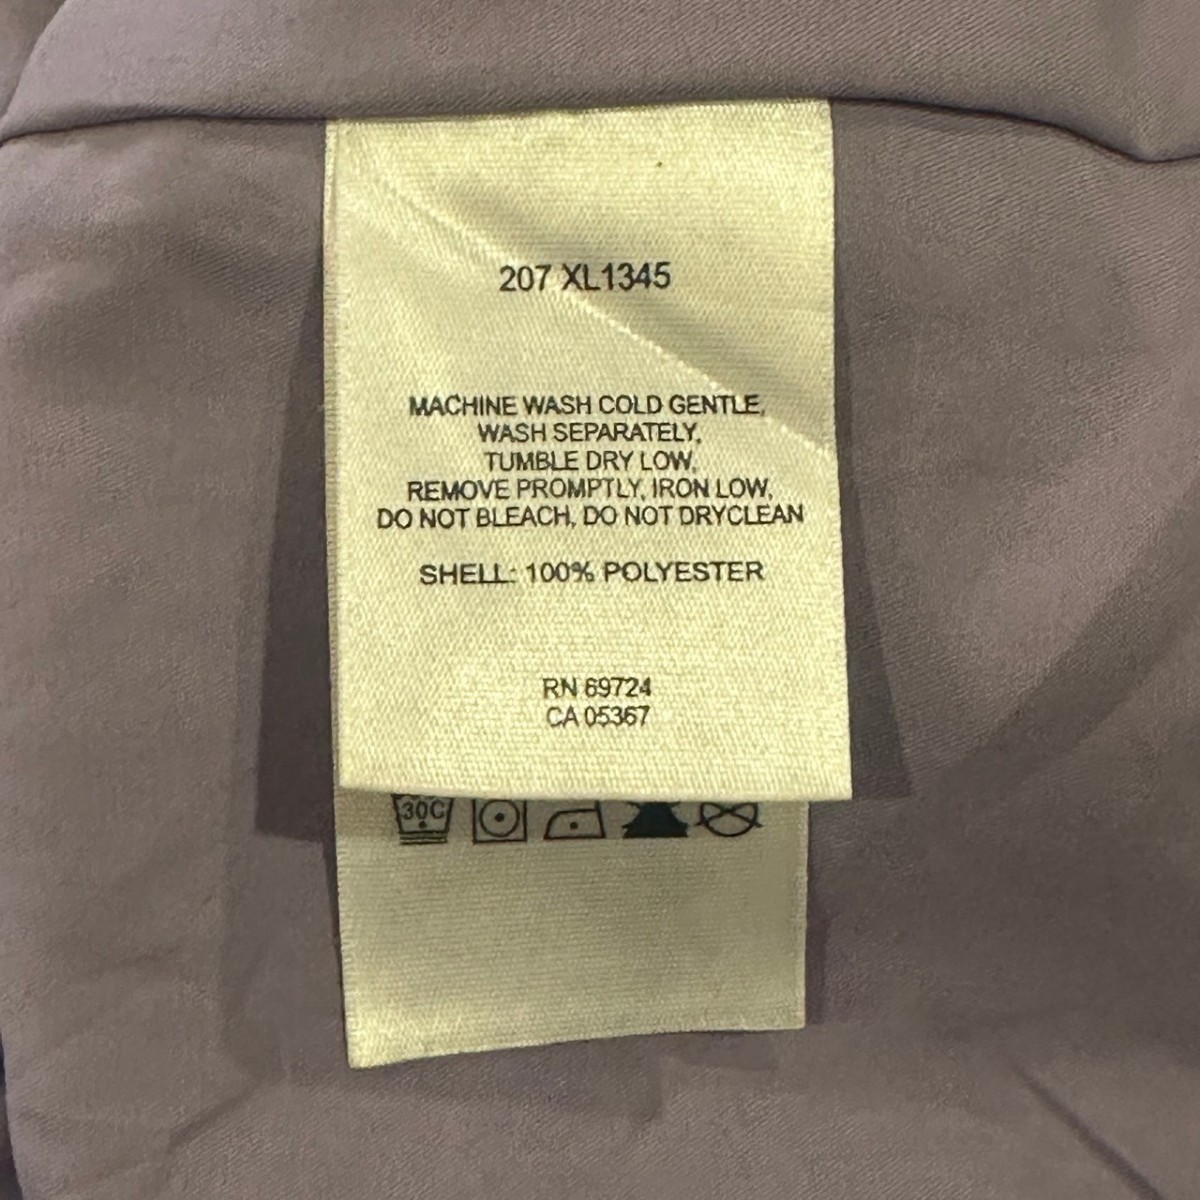 207 XL1345
MACHINE WASH COLD GENTLE,
WASH SEPARATELY,
TUMBLE DRY LOW,
REMOVE PROMPTLY, IRON LOW,
DO NOT BLEACH, DO NOT DRYCLEAN
SHELL: 100% POLYESTER
RN 69724
CA 05367
30C